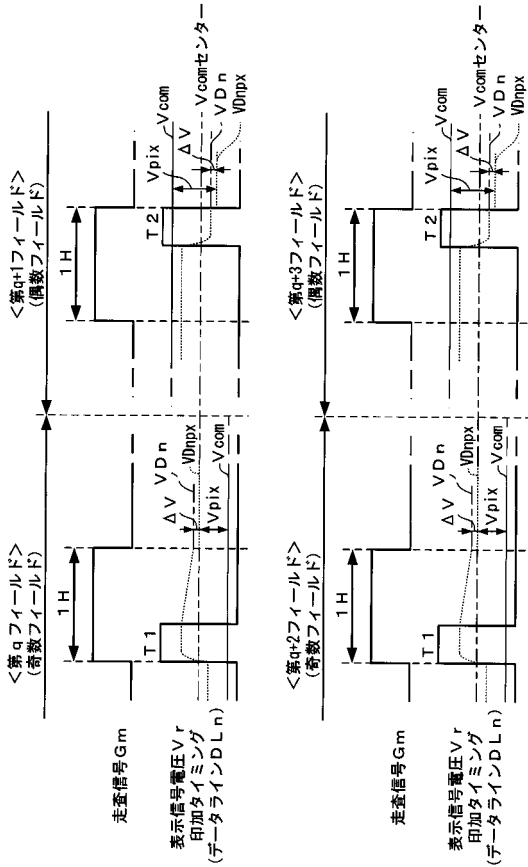 <第qフィールド>
(奇数フィールド)
<第q+1フィールド>
(偶数フィールド)
1H
1H
走査信号Gm
T1
T2
ΔV
VDn
VDnpx
Vpix
Vcom
Vpix
ΔV
Vcom
Vcomセンター
VDn
VDnpx
表示信号電圧Vr
印加タイミング
(データラインDLn)
<第q+2フィールド>
(奇数フィールド)
<第q+3フィールド>
(偶数フィールド)
1H
1H
走査信号Gm
T1
T2
ΔV
VDn
VDnpx
Vpix
Vcom
Vpix
ΔV
Vcom
Vcomセンター
VDn
VDnpx
表示信号電圧Vr
印加タイミング
(データラインDLn)